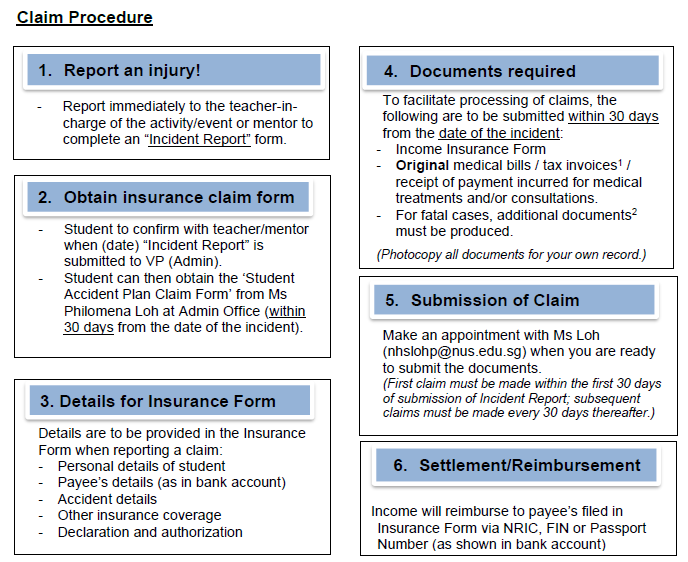 Claim Procedure
1. Report an injury!
- Report immediately to the teacher-in-
charge of the activity/event or mentor to
complete an “Incident Report” form.
2. Obtain insurance claim form
- Student to confirm with teacher/mentor
when (date) “Incident Report” is
submitted to VP (Admin).
- Student can then obtain the ‘Student
Accident Plan Claim Form’ from Ms
Philomena Loh at Admin Office (within
30 days from the date of the incident).
3. Details for Insurance Form
Details are to be provided in the Insurance
Form when reporting a claim:
- Personal details of student
- Payee’s details (as in bank account)
- Accident details
- Other insurance coverage
- Declaration and authorization
4. Documents required
To facilitate processing of claims, the
following are to be submitted within 30 days
from the date of the incident:
- Income Insurance Form
- Original medical bills / tax invoices¹ /
receipt of payment incurred for medical
treatments and/or consultations.
- For fatal cases, additional documents²
must be produced.
(Photocopy all documents for your own record.)
5. Submission of Claim
Make an appointment with Ms Loh
(nhslohp@nus.edu.sg) when you are ready
to submit the documents.
(First claim must be made within the first 30 days
of submission of Incident Report; subsequent
claims must be made every 30 days thereafter.)
6. Settlement/Reimbursement
Income will reimburse to payee’s filed in
Insurance Form via NRIC, FIN or Passport
Number (as shown in bank account)